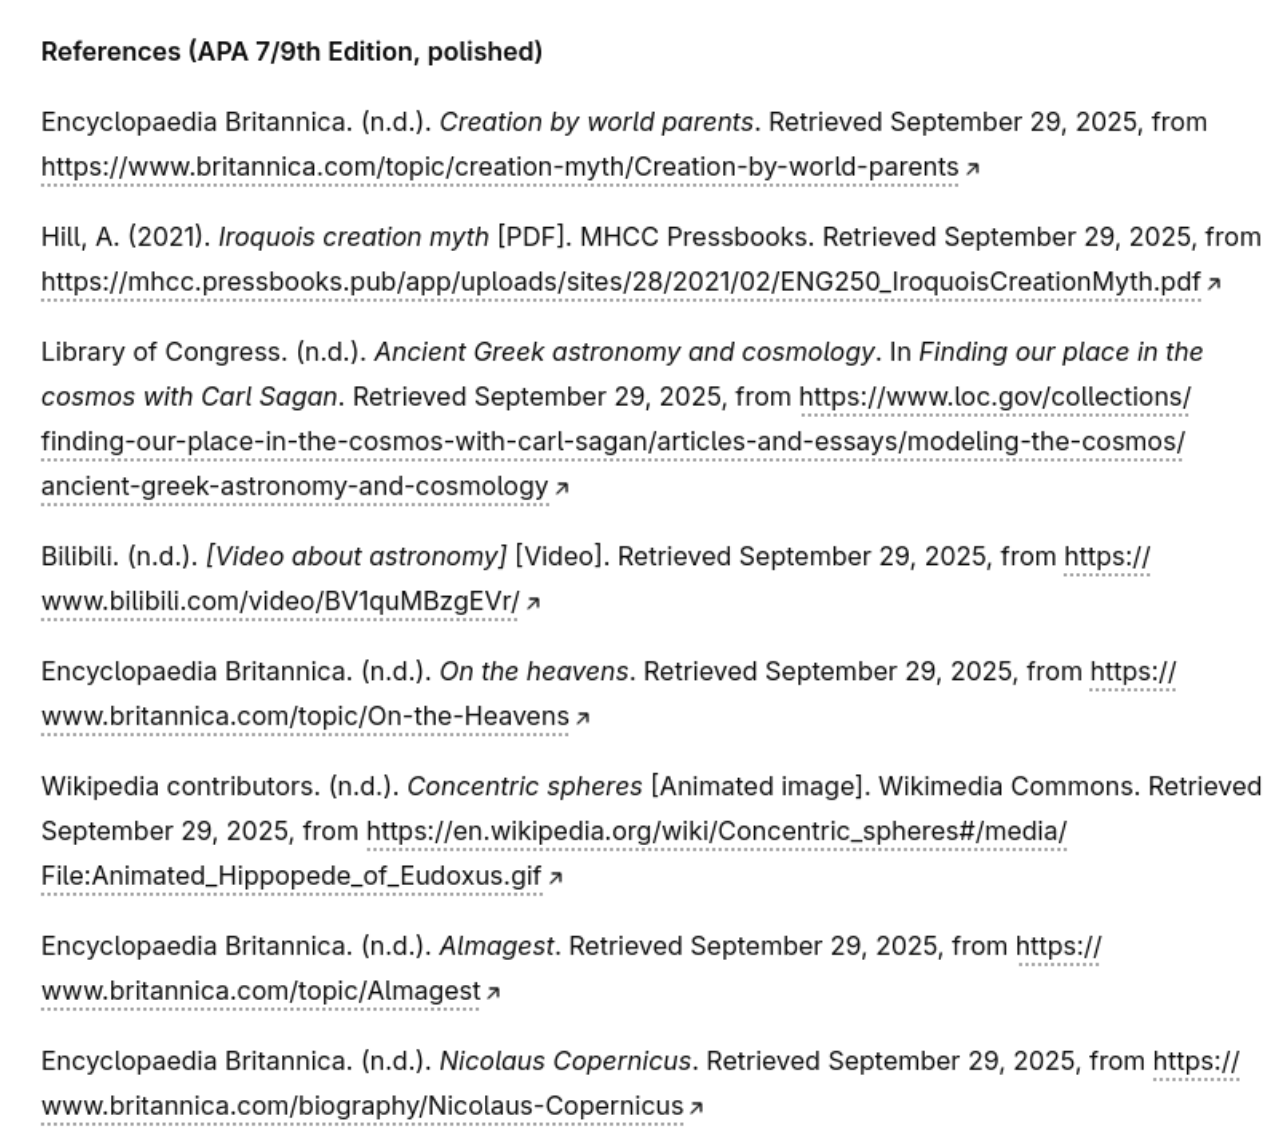 References (APA 7/9th Edition, polished)
Encyclopaedia Britannica. (n.d.). Creation by world parents. Retrieved September 29, 2025, from
https://www.britannica.com/topic/creation-myth/Creation-by-world-parents ↗
Hill, A. (2021). Iroquois creation myth [PDF]. MHCC Pressbooks. Retrieved September 29, 2025, from
https://mhcc.pressbooks.pub/app/uploads/sites/28/2021/02/ENG250_IroquoisCreationMyth.pdf ↗
Library of Congress. (n.d.). Ancient Greek astronomy and cosmology. In Finding our place in the
cosmos with Carl Sagan. Retrieved September 29, 2025, from https://www.loc.gov/collections/
finding-our-place-in-the-cosmos-with-carl-sagan/articles-and-essays/modeling-the-cosmos/
ancient-greek-astronomy-and-cosmology ↗
Bilibili. (n.d.). [Video about astronomy] [Video]. Retrieved September 29, 2025, from https://
www.bilibili.com/video/BV1quMBzgEVr/ ↗
Encyclopaedia Britannica. (n.d.). On the heavens. Retrieved September 29, 2025, from https://
www.britannica.com/topic/On-the-Heavens ↗
Wikipedia contributors. (n.d.). Concentric spheres [Animated image]. Wikimedia Commons. Retrieved
September 29, 2025, from https://en.wikipedia.org/wiki/Concentric_spheres#/media/
File:Animated_Hippopede_of_Eudoxus.gif ↗
Encyclopaedia Britannica. (n.d.). Almagest. Retrieved September 29, 2025, from https://
www.britannica.com/topic/Almagest ↗
Encyclopaedia Britannica. (n.d.). Nicolaus Copernicus. Retrieved September 29, 2025, from https://
www.britannica.com/biography/Nicolaus-Copernicus ↗